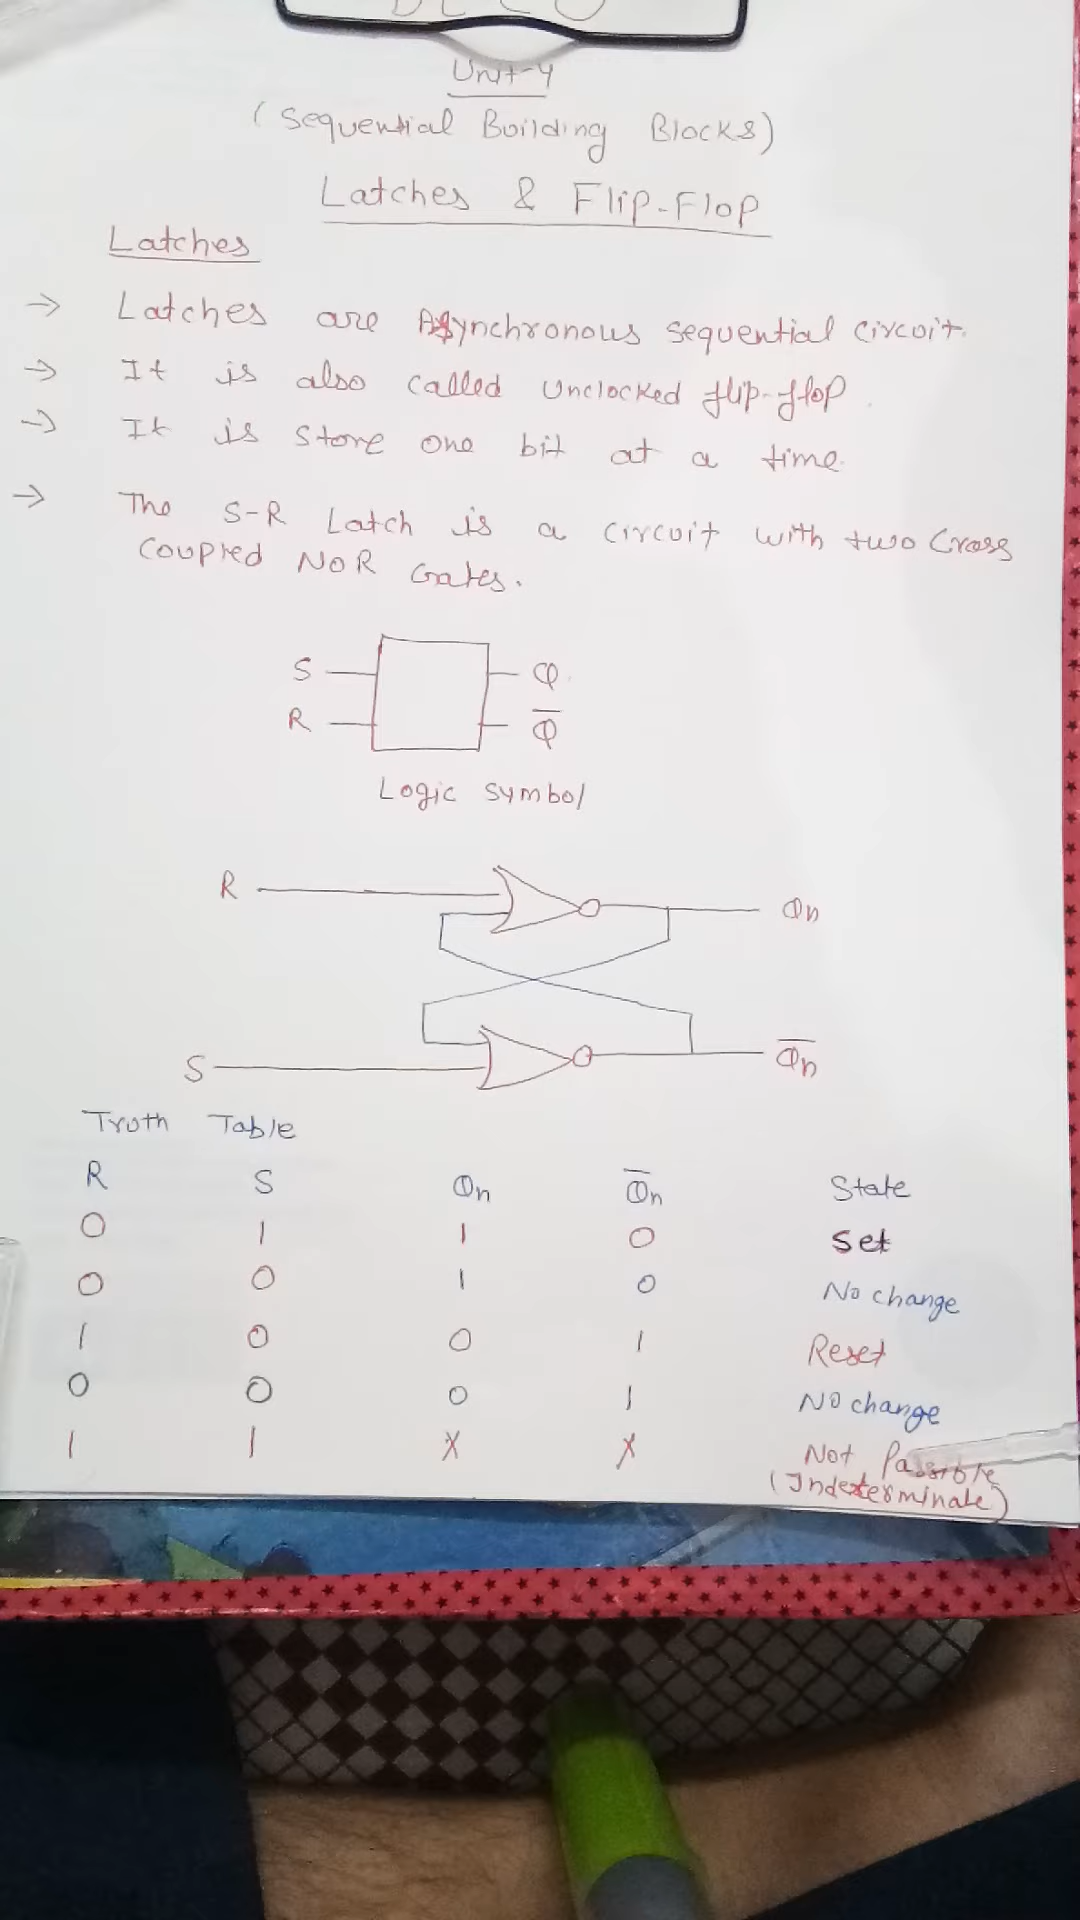 Unit-4
(Sequential Building Blocks)
Latches & Flip-Flop
Latches
→ Latches are Asynchronous sequential circuit.
→ It is also called Unclocked flip-flop.
→ It is store one bit at a time.
→ The S-R Latch is a circuit with two Cross
Coupled NOR Gates.
S Q
R Q̅
Logic symbol
R Qn
S Q̅n
Truth Table
R S Qn Q̅n State
0 1 1 0 Set
0 0 1 0 No change
1 0 0 1 Reset
0 0 0 1 No change
1 1 X X Not Possible
(Indeterminate)